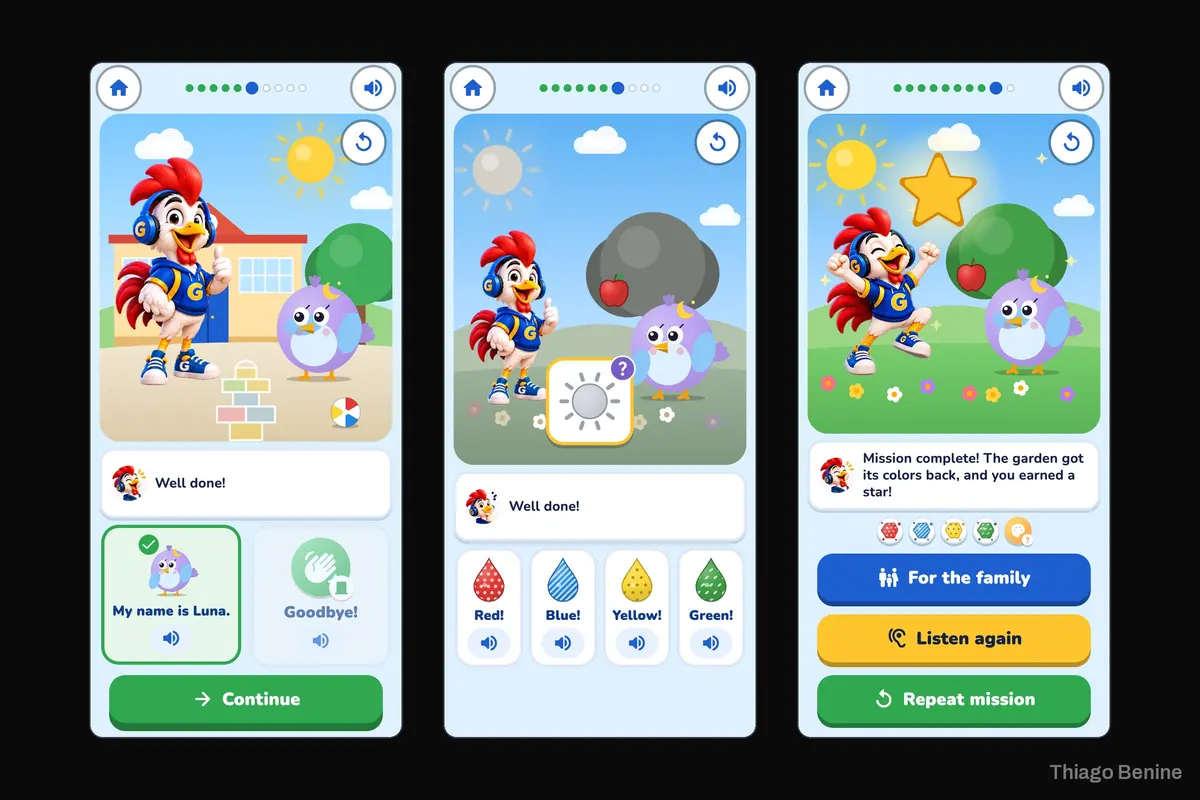 G
G
Well done!
My name is Luna.
Goodbye!
Continue
G
G
?
Well done!
Red!
Blue!
Yellow!
Green!
G
G
Mission complete! The garden got
its colors back, and you earned a
star!
?
For the family
Listen again
Repeat mission
Thiago Benine